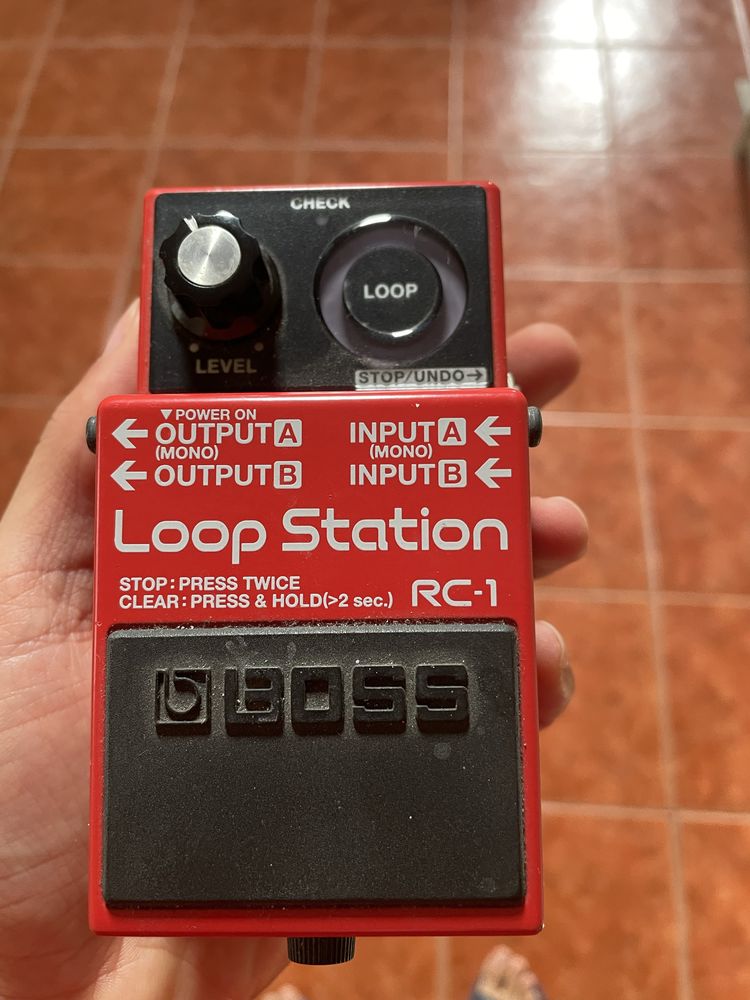 CHECK
LOOP
LEVEL
STOP/UNDO→
▼POWER ON
←OUTPUT A INPUT A←
(MONO) (MONO)
←OUTPUT B INPUT B←
Loop Station
STOP : PRESS TWICE
CLEAR : PRESS & HOLD(>2 sec.) RC-1
BOSS